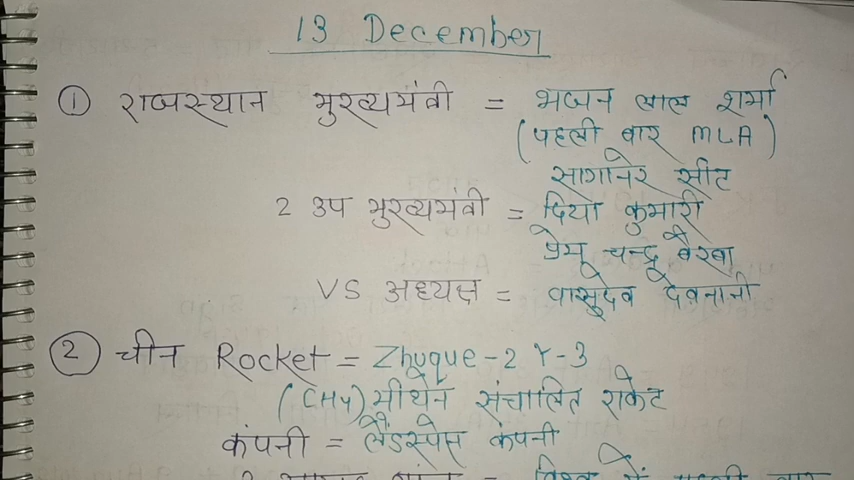 13 December
① राजस्थान मुख्यमंत्री = भजन लाल शर्मा
(पहली बार MLA)
सागानेर सीट
2 उप मुख्यमंत्री = दिया कुमारी
प्रेम चन्द्र बैरवा
VS अध्यक्ष = वासुदेव देवनानी
② चीन Rocket = Zhuque-2 Y-3
(CH4) मीथेन संचालित राकेट
कंपनी = लैंडस्पेस कंपनी